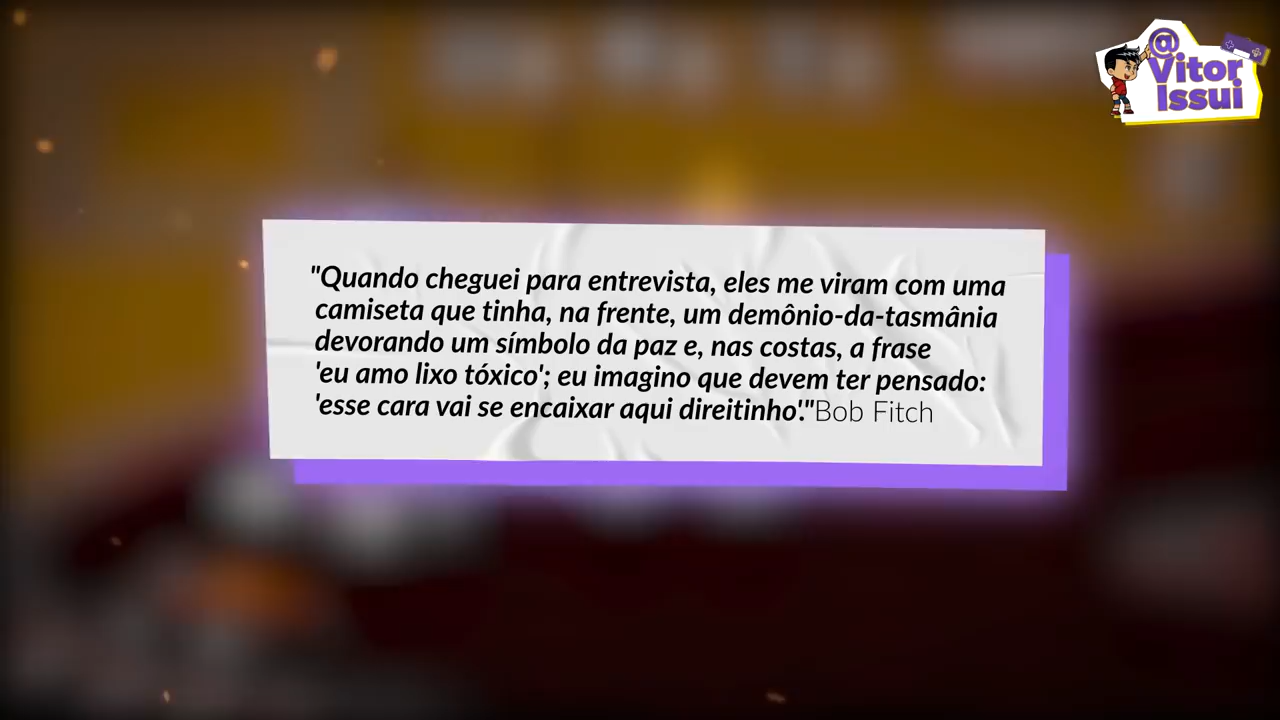 @
Vitor
Issui
"Quando cheguei para entrevista, eles me viram com uma
camiseta que tinha, na frente, um demônio-da-tasmânia
devorando um símbolo da paz e, nas costas, a frase
'eu amo lixo tóxico'; eu imagino que devem ter pensado:
'esse cara vai se encaixar aqui direitinho'."Bob Fitch